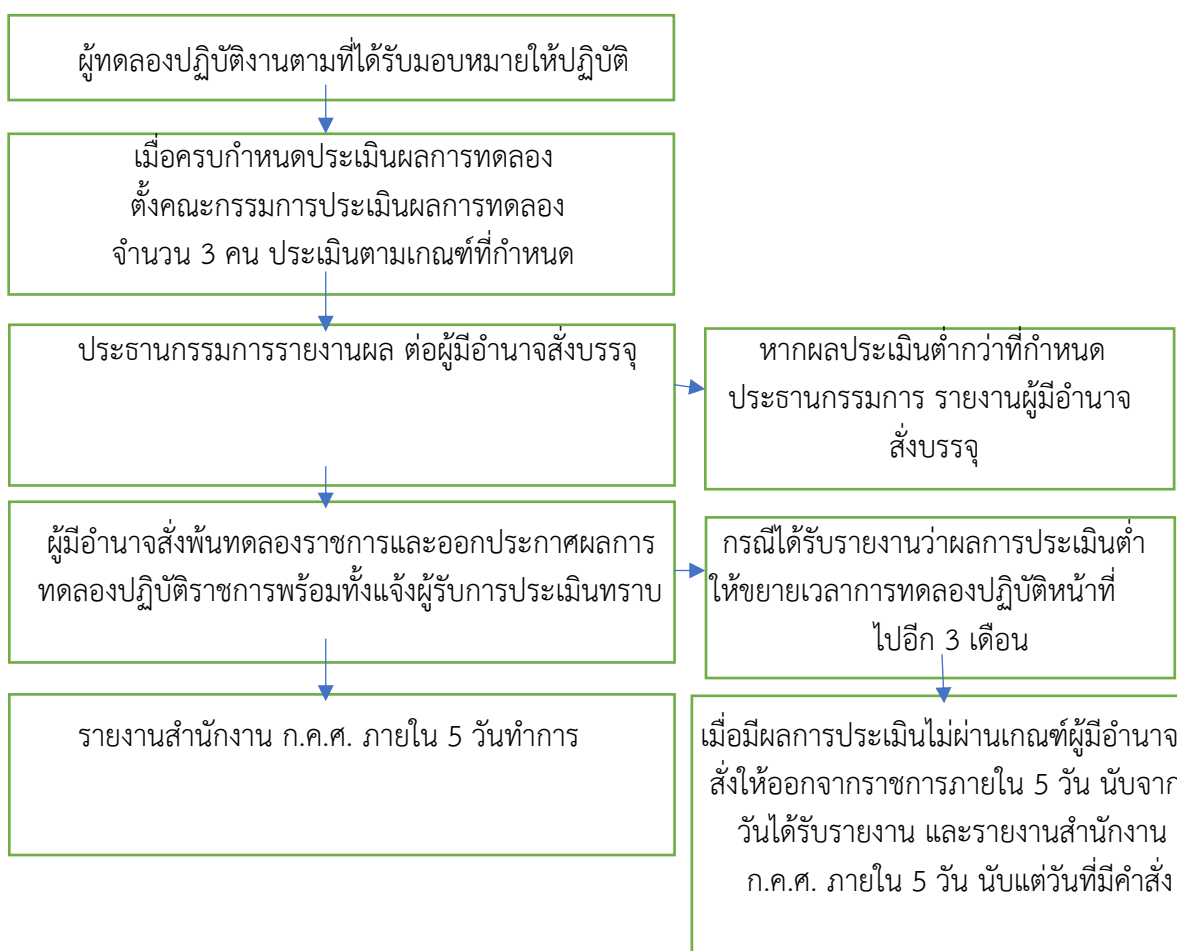 ผู้ทดลองปฏิบัติงานตามที่ได้รับมอบหมายให้ปฏิบัติ
เมื่อครบกำหนดประเมินผลการทดลอง
ตั้งคณะกรรมการประเมินผลการทดลอง
จำนวน 3 คน ประเมินตามเกณฑ์ที่กำหนด
ประธานกรรมการรายงานผล ต่อผู้มีอำนาจสั่งบรรจุ
หากผลประเมินต่ำกว่าที่กำหนด
ประธานกรรมการ รายงานผู้มีอำนาจ
สั่งบรรจุ
ผู้มีอำนาจสั่งพ้นทดลองราชการและออกประกาศผลการ
ทดลองปฏิบัติราชการพร้อมทั้งแจ้งผู้รับการประเมินทราบ
กรณีได้รับรายงานว่าผลการประเมินต่ำ
ให้ขยายเวลาการทดลองปฏิบัติหน้าที่
ไปอีก 3 เดือน
รายงานสำนักงาน ก.ค.ศ. ภายใน 5 วันทำการ
เมื่อมีผลการประเมินไม่ผ่านเกณฑ์ผู้มีอำนาจ
สั่งให้ออกจากราชการภายใน 5 วัน นับจาก
วันได้รับรายงาน และรายงานสำนักงาน
ก.ค.ศ. ภายใน 5 วัน นับแต่วันที่มีคำสั่ง